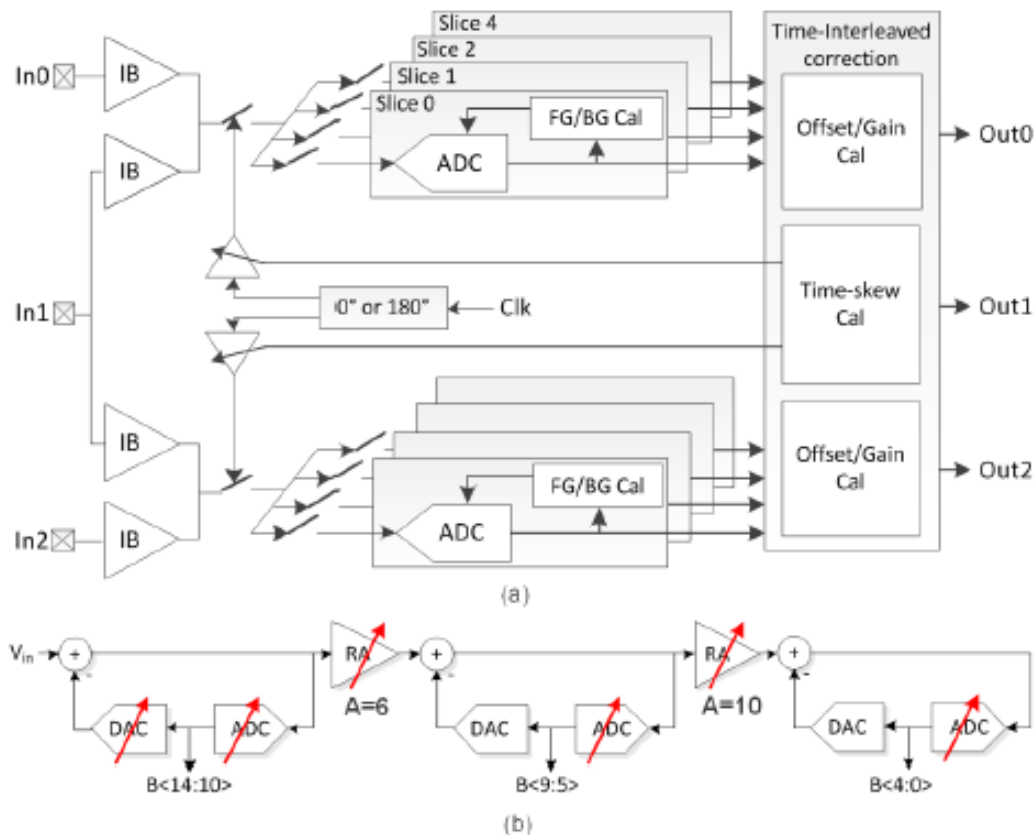 Slice 4
Slice 2
Slice 1
Slice 0
Time-Interleaved
correction
In0
IB
FG/BG Cal
ADC
Offset/Gain
Cal
Out0
IB
In1
0° or 180°
Clk
Time-skew
Cal
Out1
IB
FG/BG Cal
ADC
Offset/Gain
Cal
Out2
In2
IB
(a)
Vin
+
-
RA
A=6
+
-
RA
A=10
+
-
DAC
ADC
DAC
ADC
DAC
ADC
B<14:10>
B<9:5>
B<4:0>
(b)